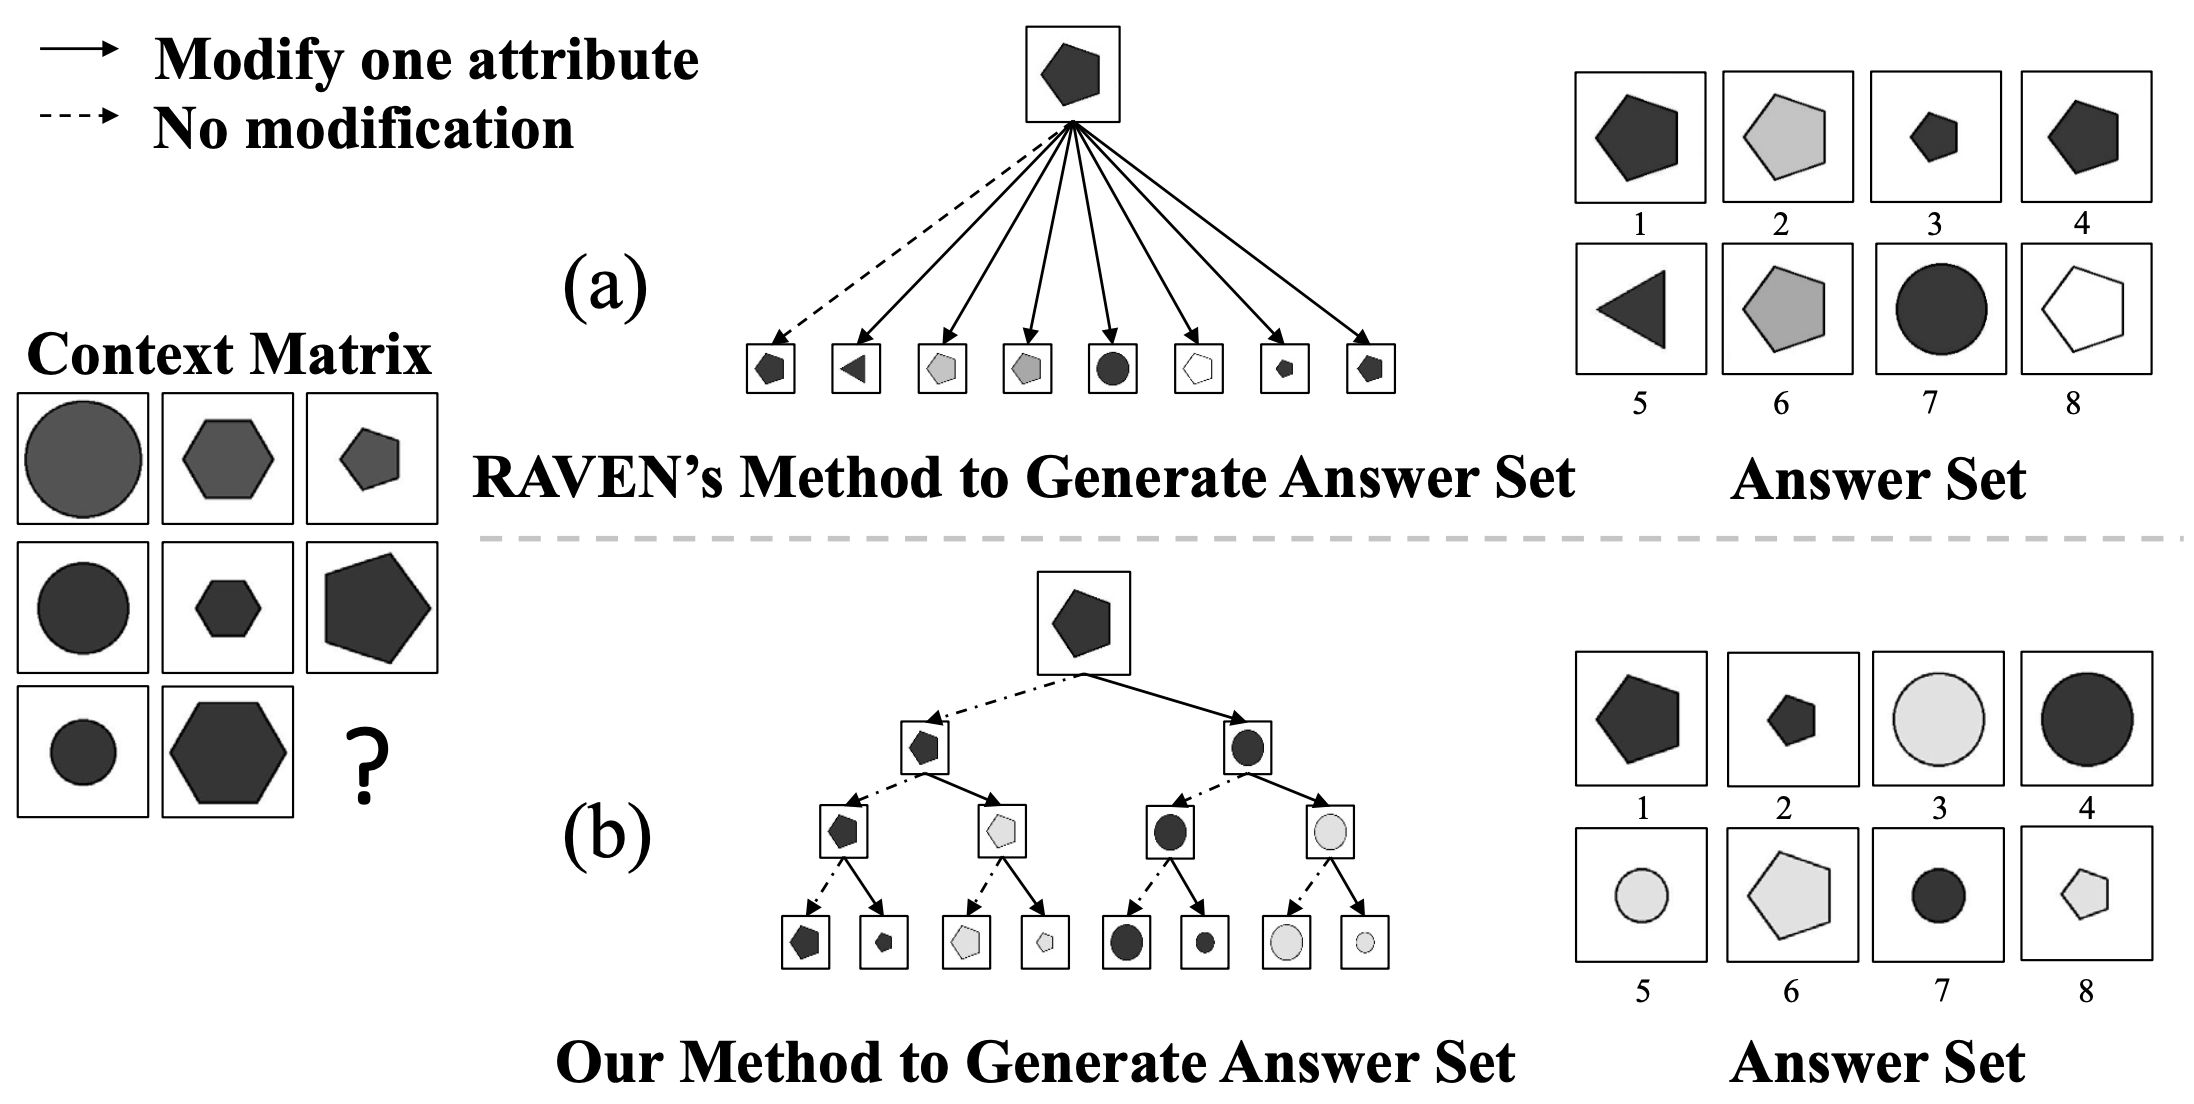 Modify one attribute
No modification
(a)
1 2 3 4
5 6 7 8
Context Matrix
RAVEN’s Method to Generate Answer Set
Answer Set
?
(b)
1 2 3 4
5 6 7 8
Our Method to Generate Answer Set
Answer Set